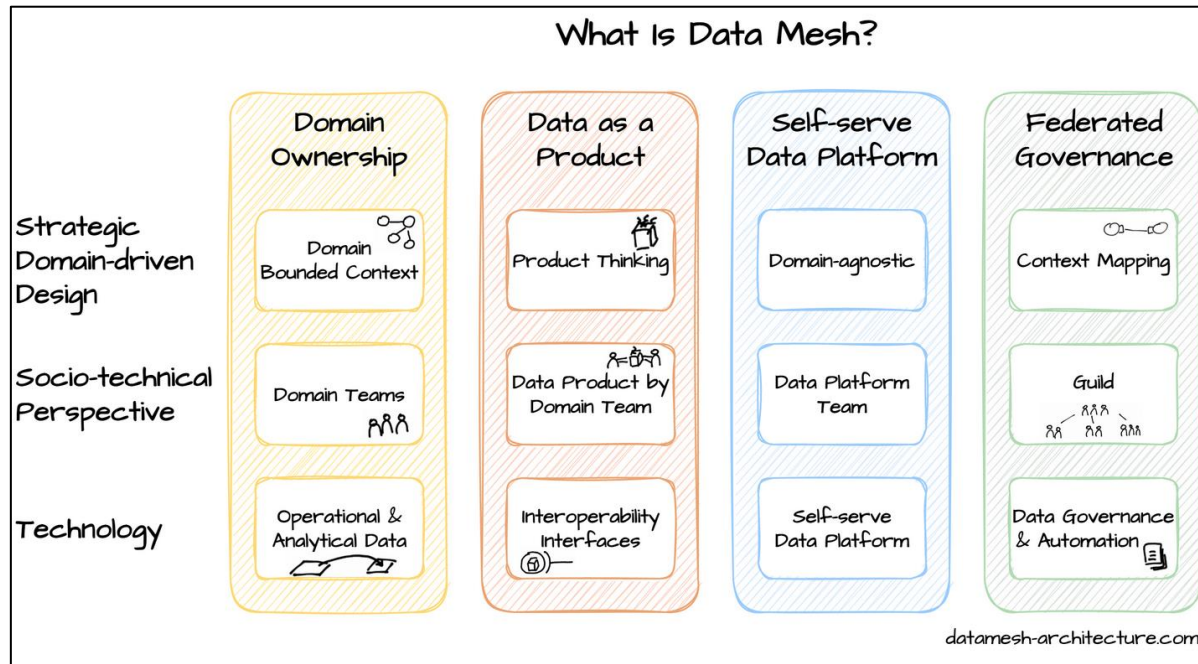 What Is Data Mesh?
Domain
Ownership
Data as a
Product
Self-serve
Data Platform
Federated
Governance
Strategic
Domain-driven
Design
Domain
Bounded Context
Product Thinking
Domain-agnostic
Context Mapping
Socio-technical
Perspective
Domain Teams
Data Product by
Domain Team
Data Platform
Team
Guild
Technology
Operational &
Analytical Data
Interoperability
Interfaces
Self-serve
Data Platform
Data Governance
& Automation
datamesh-architecture.com